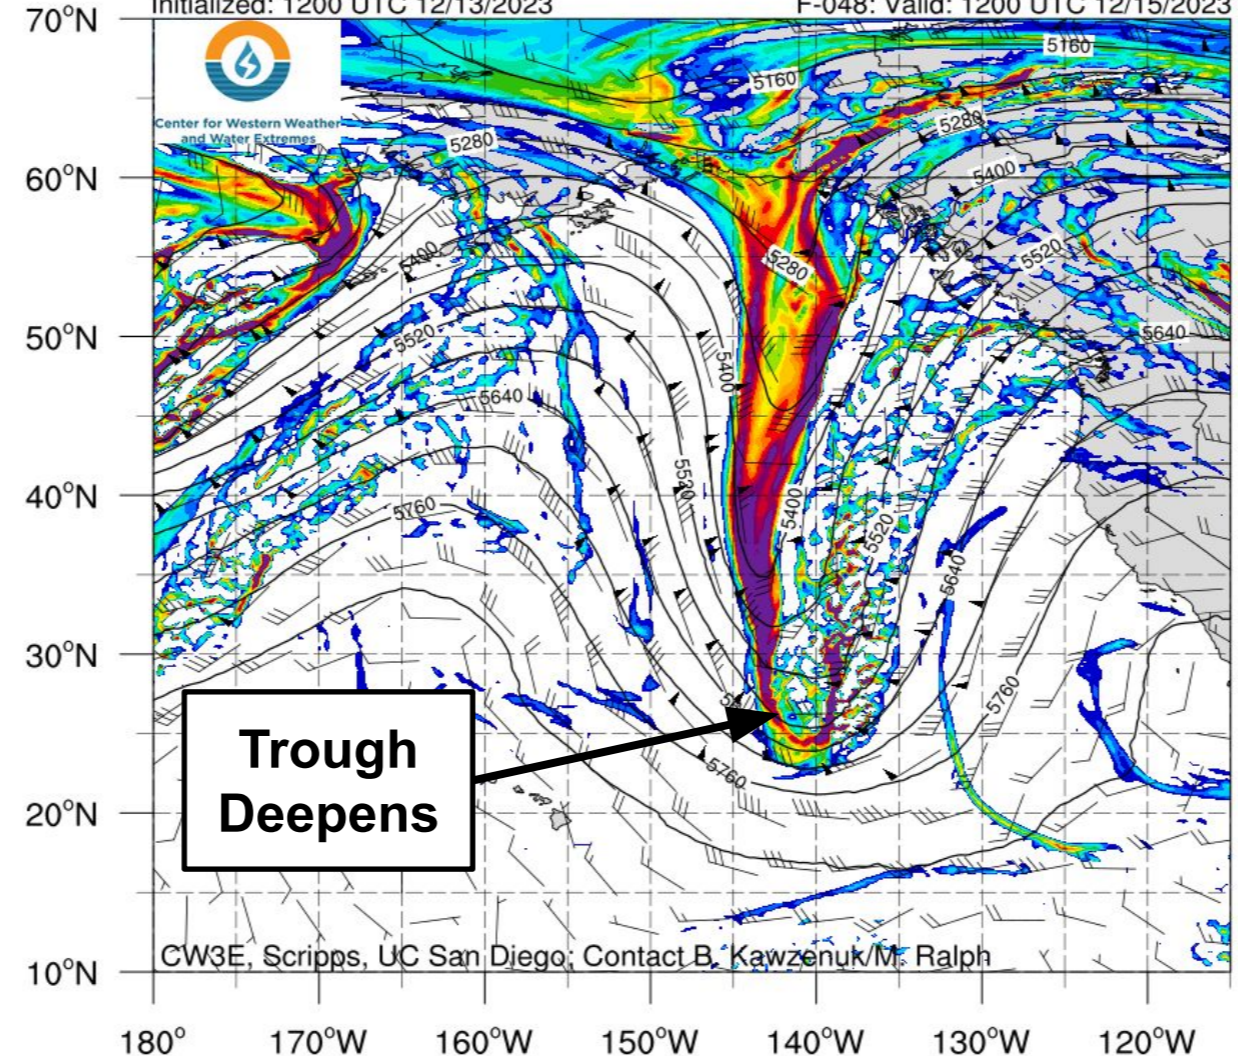 Initialized: 1200 UTC 12/13/2023
F-048: Valid: 1200 UTC 12/15/2023
70°N
Center for Western Weather
and Water Extremes
5160
5160
5280
5280
60°N
5400
5400
5280
5520
50°N
5520
5640
5400
5640
5520
40°N
5760
5400
5520
5640
30°N
5760
5760
Trough
Deepens
20°N
CW3E, Scripps, UC San Diego; Contact B. Kawzenuk/M. Ralph
10°N
180° 170°W 160°W 150°W 140°W 130°W 120°W